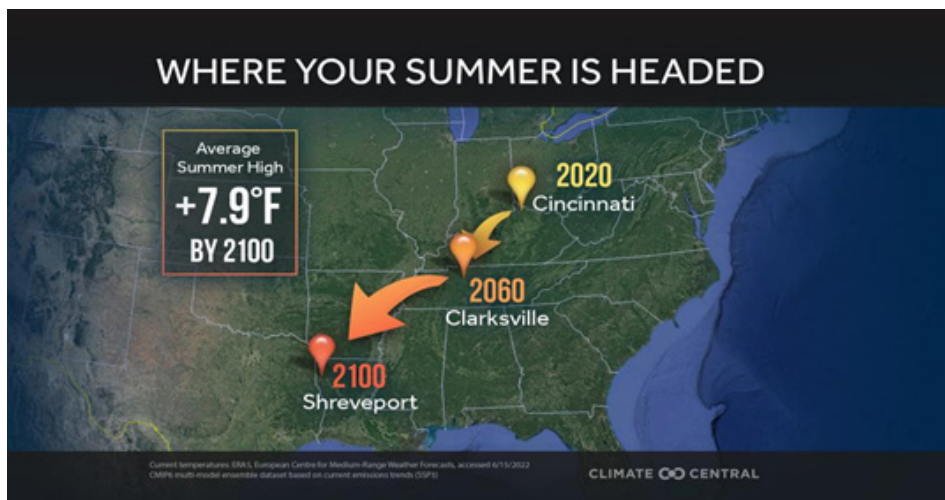 WHERE YOUR SUMMER IS HEADED
Average
Summer High
+7.9°F
BY 2100
2020
Cincinnati
2060
Clarksville
2100
Shreveport
Current temperatures: ERA5, European Centre for Medium-Range Weather Forecasts, accessed 6/15/2022
CMIP6 multi-model ensemble dataset based on current emissions trends (SSP3)
CLIMATE CENTRAL